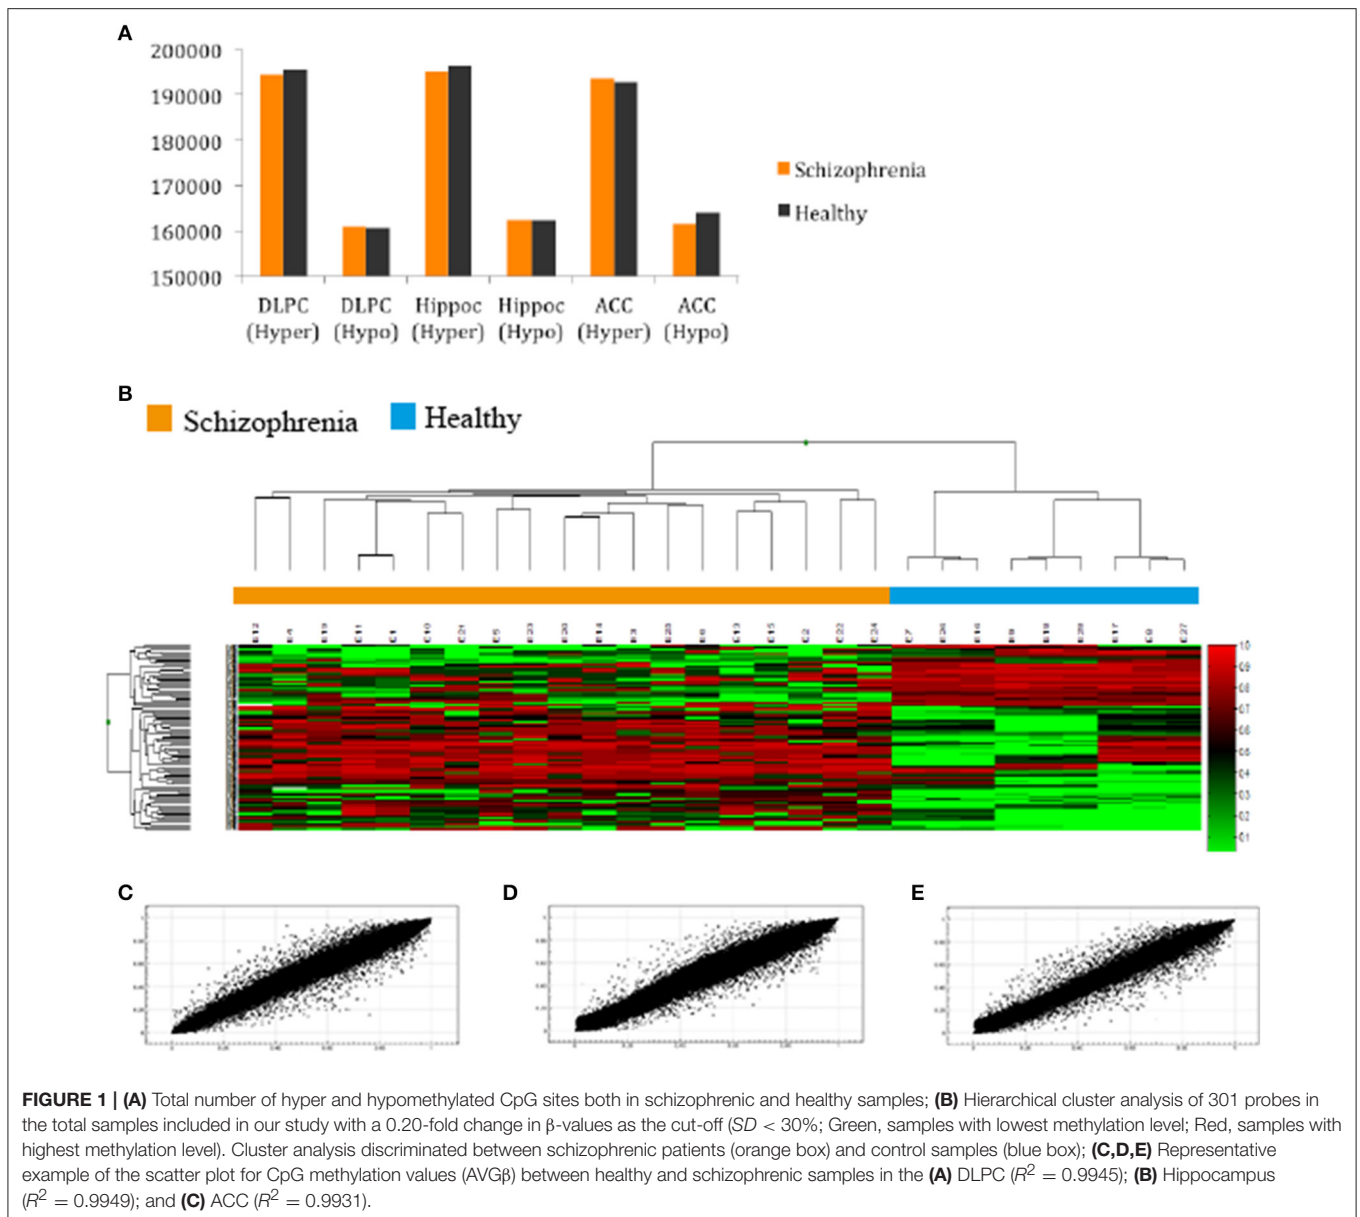 A
200000
190000
180000
170000
160000
150000
DLPC (Hyper)
DLPC (Hypo)
Hippoc (Hyper)
Hippoc (Hypo)
ACC (Hyper)
ACC (Hypo)
Schizophrenia
Healthy
B
Schizophrenia
Healthy
C
D
E
FIGURE 1 | (A) Total number of hyper and hypomethylated CpG sites both in schizophrenic and healthy samples; (B) Hierarchical cluster analysis of 301 probes in
the total samples included in our study with a 0.20-fold change in β-values as the cut-off (SD < 30%; Green, samples with lowest methylation level; Red, samples with
highest methylation level). Cluster analysis discriminated between schizophrenic patients (orange box) and control samples (blue box); (C,D,E) Representative
example of the scatter plot for CpG methylation values (AVGβ) between healthy and schizophrenic samples in the (A) DLPC (R² = 0.9945); (B) Hippocampus
(R² = 0.9949); and (C) ACC (R² = 0.9931).